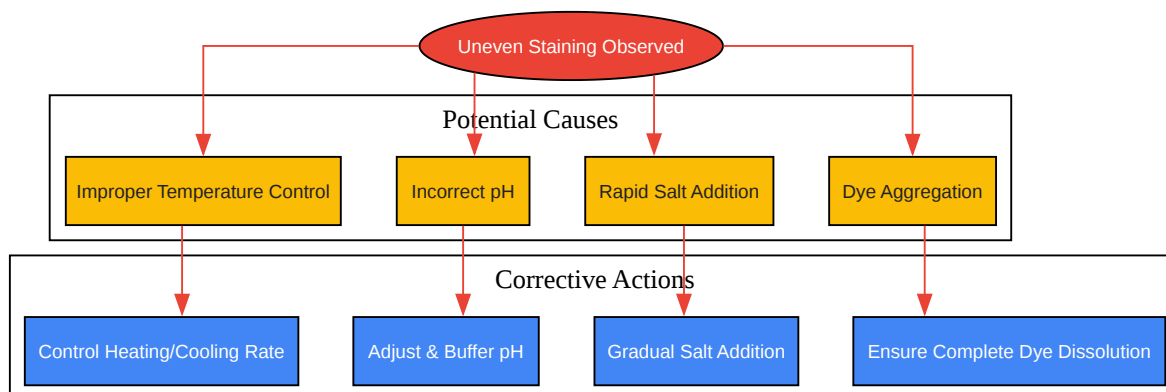 Uneven Staining Observed
Potential Causes
Improper Temperature Control
Incorrect pH
Rapid Salt Addition
Dye Aggregation
Corrective Actions
Control Heating/Cooling Rate
Adjust & Buffer pH
Gradual Salt Addition
Ensure Complete Dye Dissolution